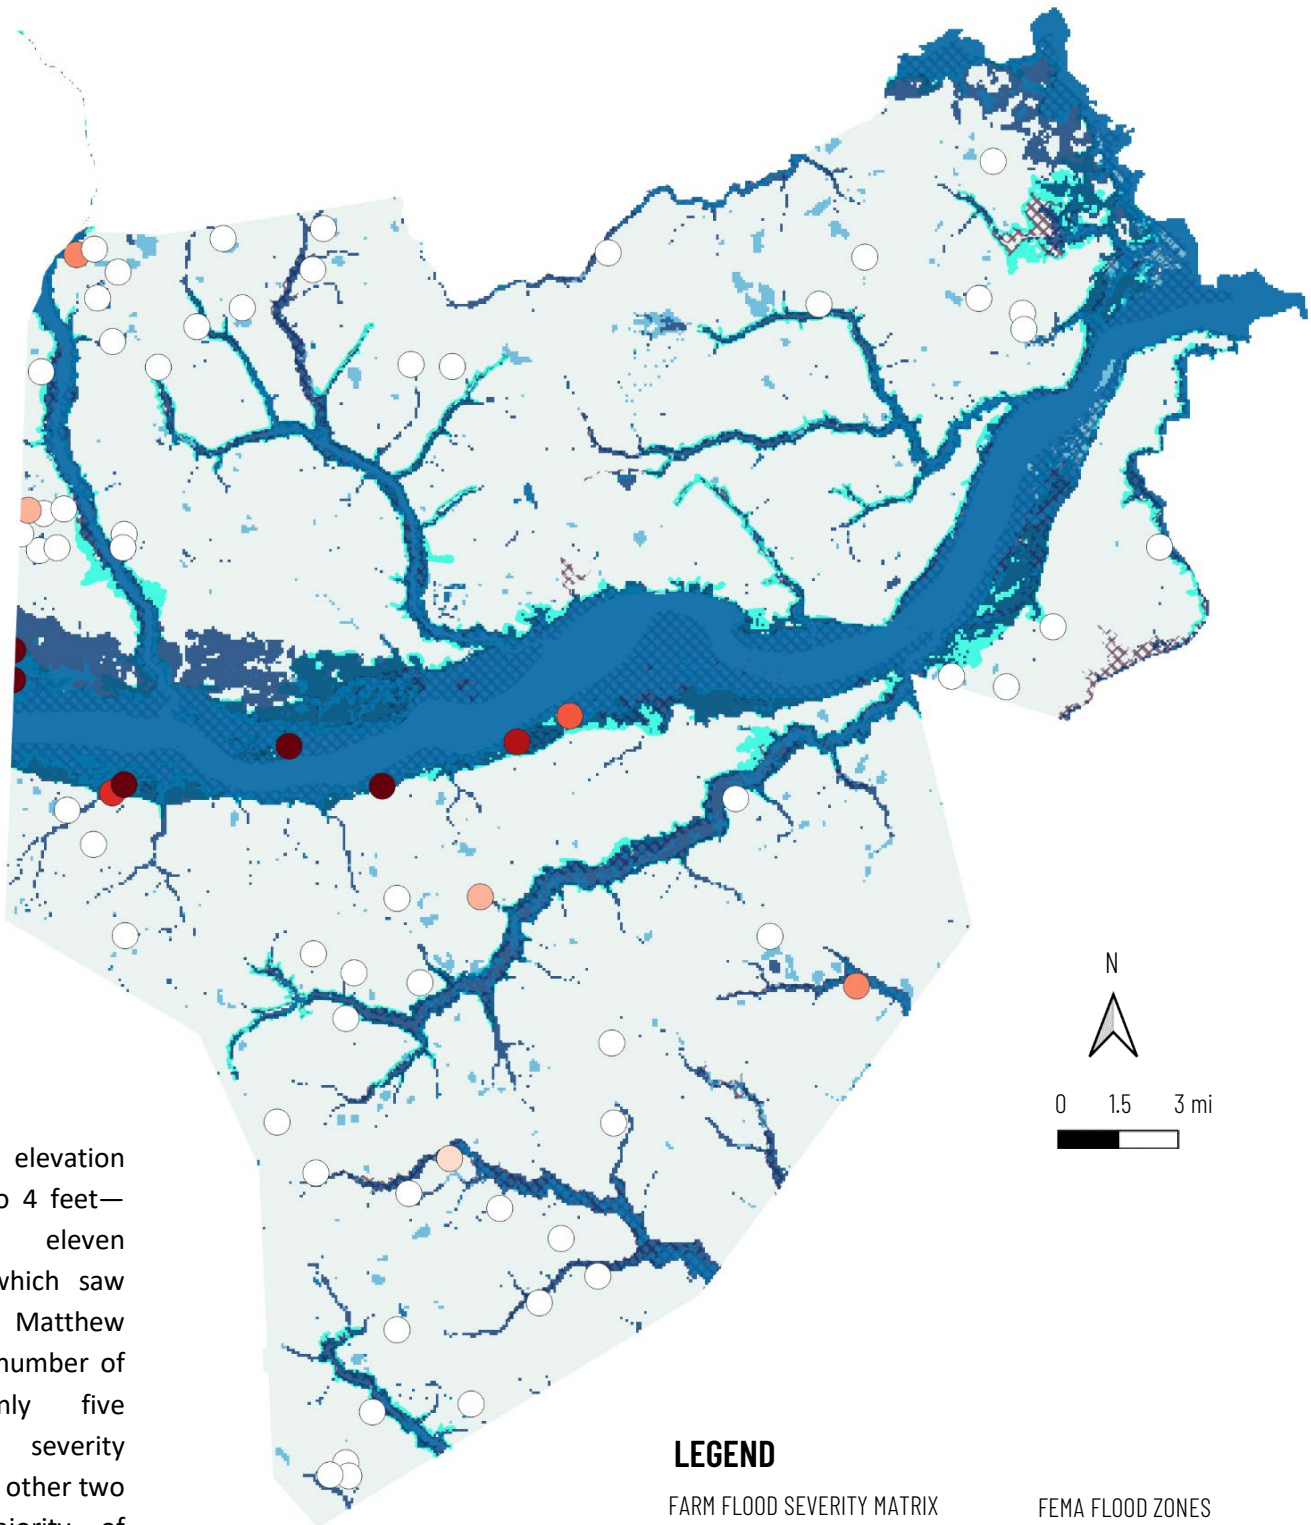 N
0 1.5 3 mi
elevation
4 feet—
eleven
which saw
Matthew
number of
five
severity
other two
of
LEGEND
FARM FLOOD SEVERITY MATRIX FEMA FLOOD ZONES